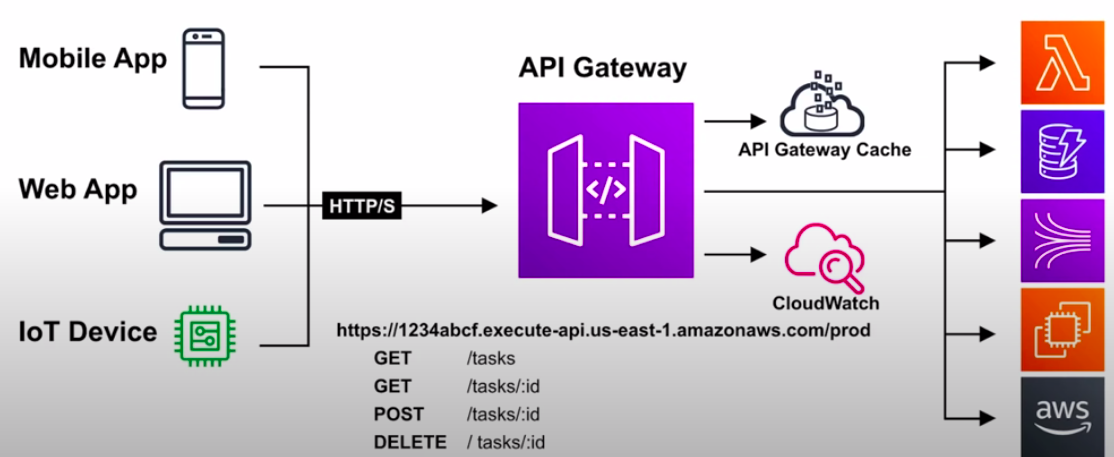 Mobile App
API Gateway
API Gateway Cache
Web App
HTTP/S
</>
CloudWatch
IoT Device
https://1234abcf.execute-api.us-east-1.amazonaws.com/prod
GET /tasks
GET /tasks/:id
POST /tasks/:id
DELETE / tasks/:id
aws